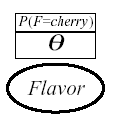 P(F=cherry)
θ
Flavor